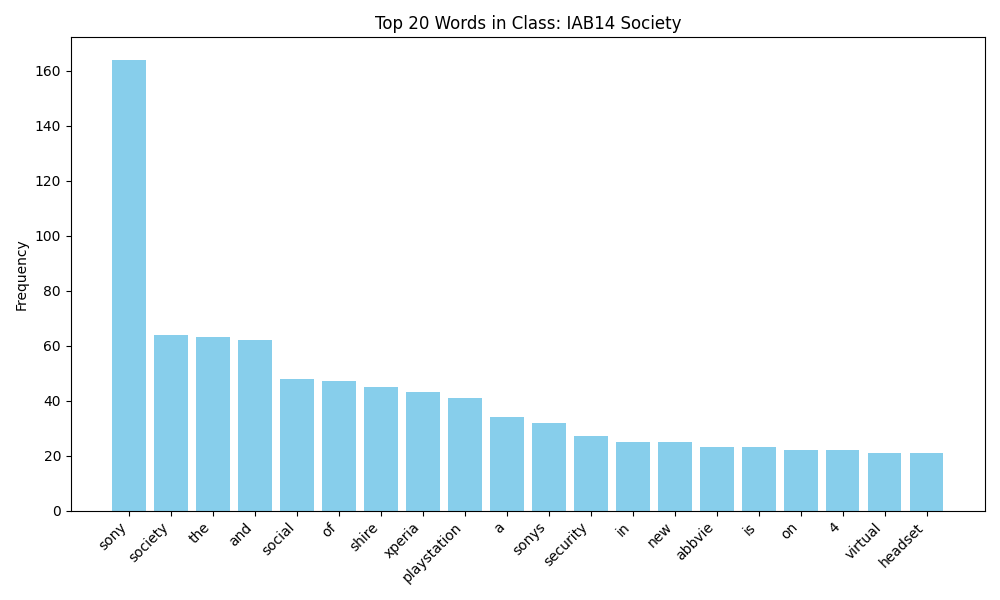 Top 20 Words in Class: IAB14 Society
Frequency
160
140
120
100
80
60
40
20
0
sony
society
the
and
social
of
shire
xperia
playstation
a
sonys
security
in
new
abbvie
is
on
4
virtual
headset